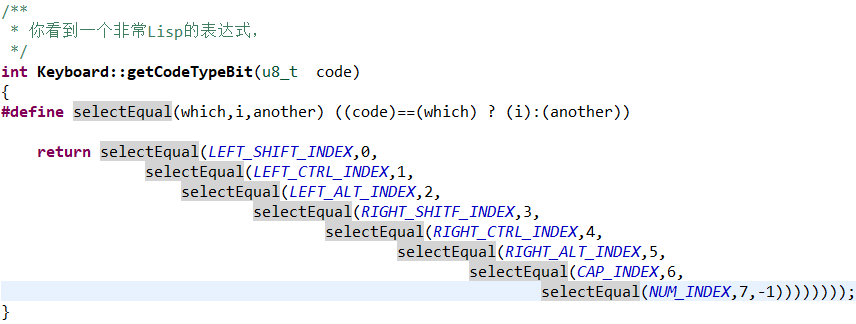 /**
 * 你看到一个非常Lisp的表达式，
 */
int Keyboard::getCodeTypeBit(u8_t  code)
{
#define selectEqual(which,i,another) ((code)==(which) ? (i):(another))
    return selectEqual(LEFT_SHIFT_INDEX,0,
               selectEqual(LEFT_CTRL_INDEX,1,
                   selectEqual(LEFT_ALT_INDEX,2,
                           selectEqual(RIGHT_SHITF_INDEX,3,
                                   selectEqual(RIGHT_CTRL_INDEX,4,
                                           selectEqual(RIGHT_ALT_INDEX,5,
                                                   selectEqual(CAP_INDEX,6,
                                                           selectEqual(NUM_INDEX,7,-1))))))));
}